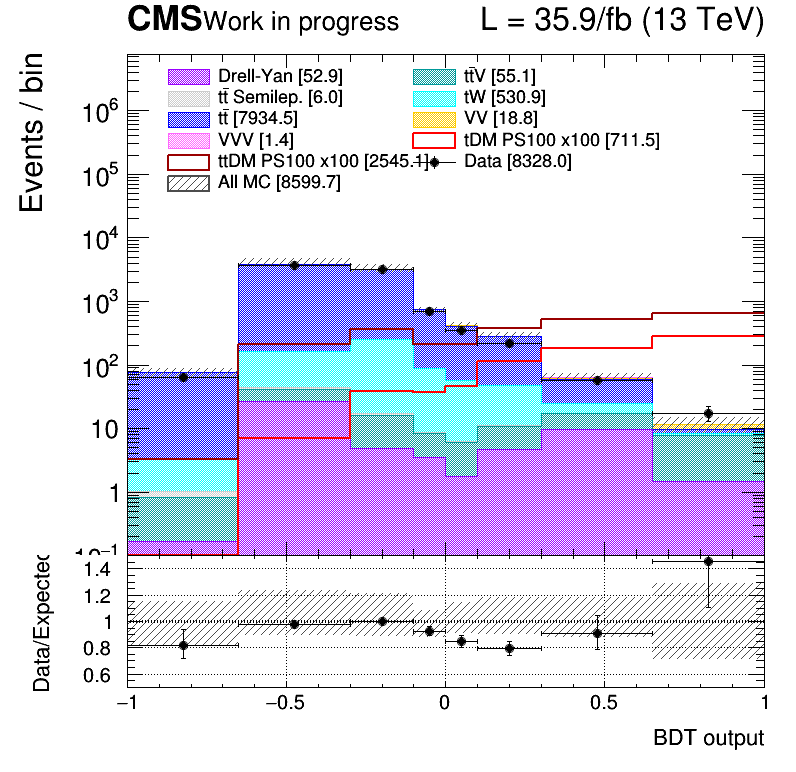 CMS Work in progress L = 35.9/fb (13 TeV)
Events / bin
Drell-Yan [52.9] tt̄V [55.1]
tt̄ Semilep. [6.0] tW [530.9]
tt̄ [7934.5] VV [18.8]
VVV [1.4] tDM PS100 x100 [711.5]
ttDM PS100 x100 [2545.1] Data [8328.0]
All MC [8599.7]
10⁶
10⁵
10⁴
10³
10²
10
1
10⁻¹
Data/Expected
1.4
1.2
1
0.8
0.6
−1 −0.5 0 0.5 1
BDT output